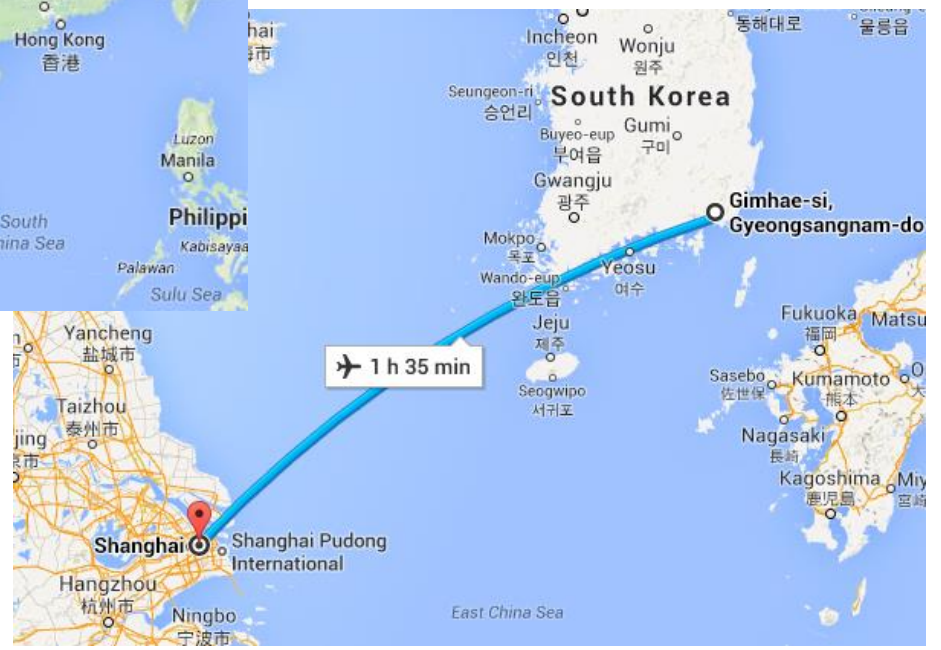 Hong Kong
香港
Luzon
Manila
Philippi
South
ina Sea
Kabisayaa
Palawan
Sulu Sea
hai
市
Incheon
인천
Wonju
원주
동해대로
울릉읍
Seungeon-ri
승언리
South Korea
Buyeo-eup
부여읍
Gumi
구미
Gwangju
광주
Gimhae-si,
Gyeongsangnam-do
Mokpo
목포
Wando-eup
완도읍
Yeosu
여수
Jeju
제주
Seogwipo
서귀포
1 h 35 min
Fukuoka
福岡
Matsu
Sasebo
佐世保
Kumamoto
熊本
Nagasaki
長崎
Kagoshima
鹿児島
Miy
宮崎
Yancheng
盐城市
Taizhou
泰州市
jing
京市
Shanghai
Shanghai Pudong
International
Hangzhou
杭州市
Ningbo
宁波市
East China Sea